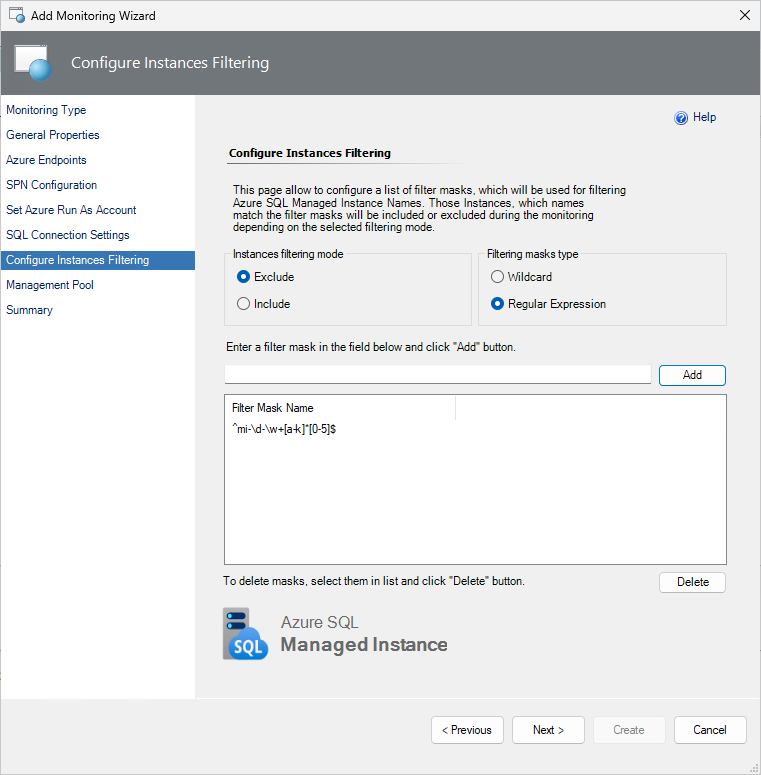 Add Monitoring Wizard
Configure Instances Filtering
Monitoring Type
General Properties
Azure Endpoints
SPN Configuration
Set Azure Run As Account
SQL Connection Settings
Configure Instances Filtering
Management Pool
Summary
Help
Configure Instances Filtering
This page allow to configure a list of filter masks, which will be used for filtering
Azure SQL Managed Instance Names. Those Instances, which names
match the filter masks will be included or excluded during the monitoring
depending on the selected filtering mode.
Instances filtering mode
Exclude
Include
Filtering masks type
Wildcard
Regular Expression
Enter a filter mask in the field below and click "Add" button.
Add
Filter Mask Name
^mi-\d-\w+[a-k]*[0-5]$
To delete masks, select them in list and click "Delete" button.
Delete
SQL
Azure SQL
Managed Instance
< Previous
Next >
Create
Cancel